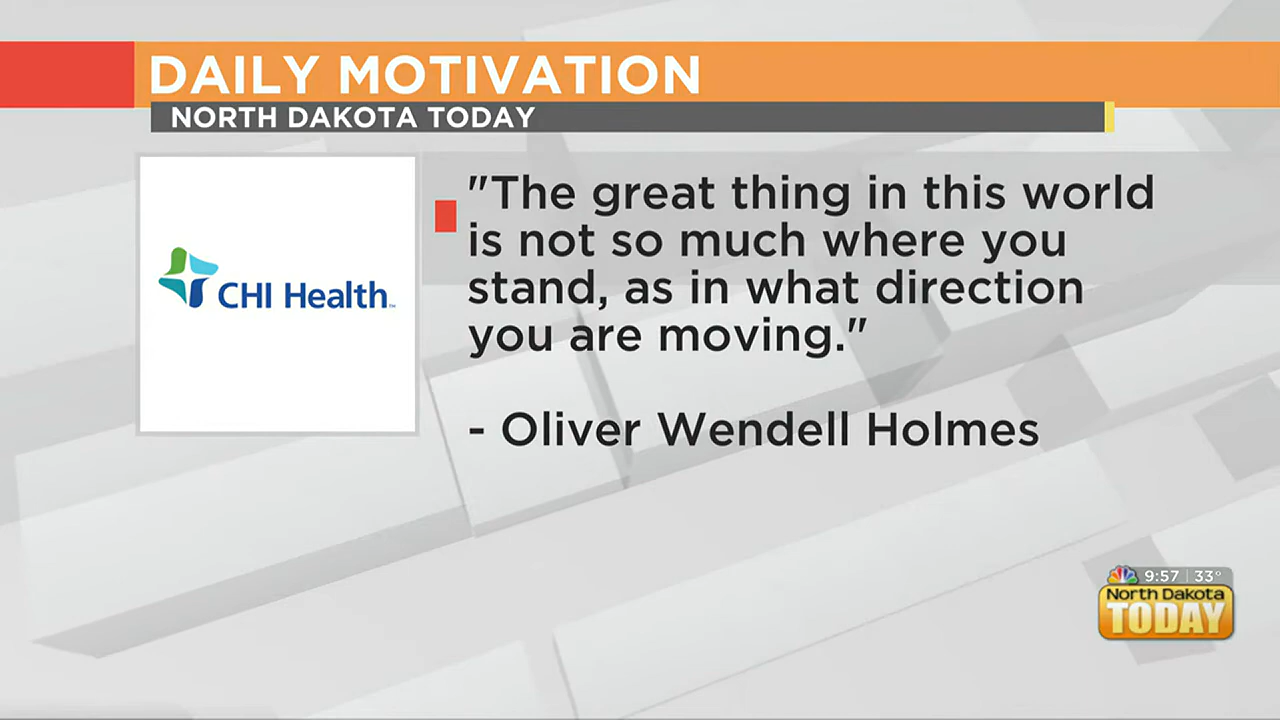 DAILY MOTIVATION
NORTH DAKOTA TODAY
CHI Health™
"The great thing in this world
is not so much where you
stand, as in what direction
you are moving."
- Oliver Wendell Holmes
9:57 | 33°
North Dakota
TODAY